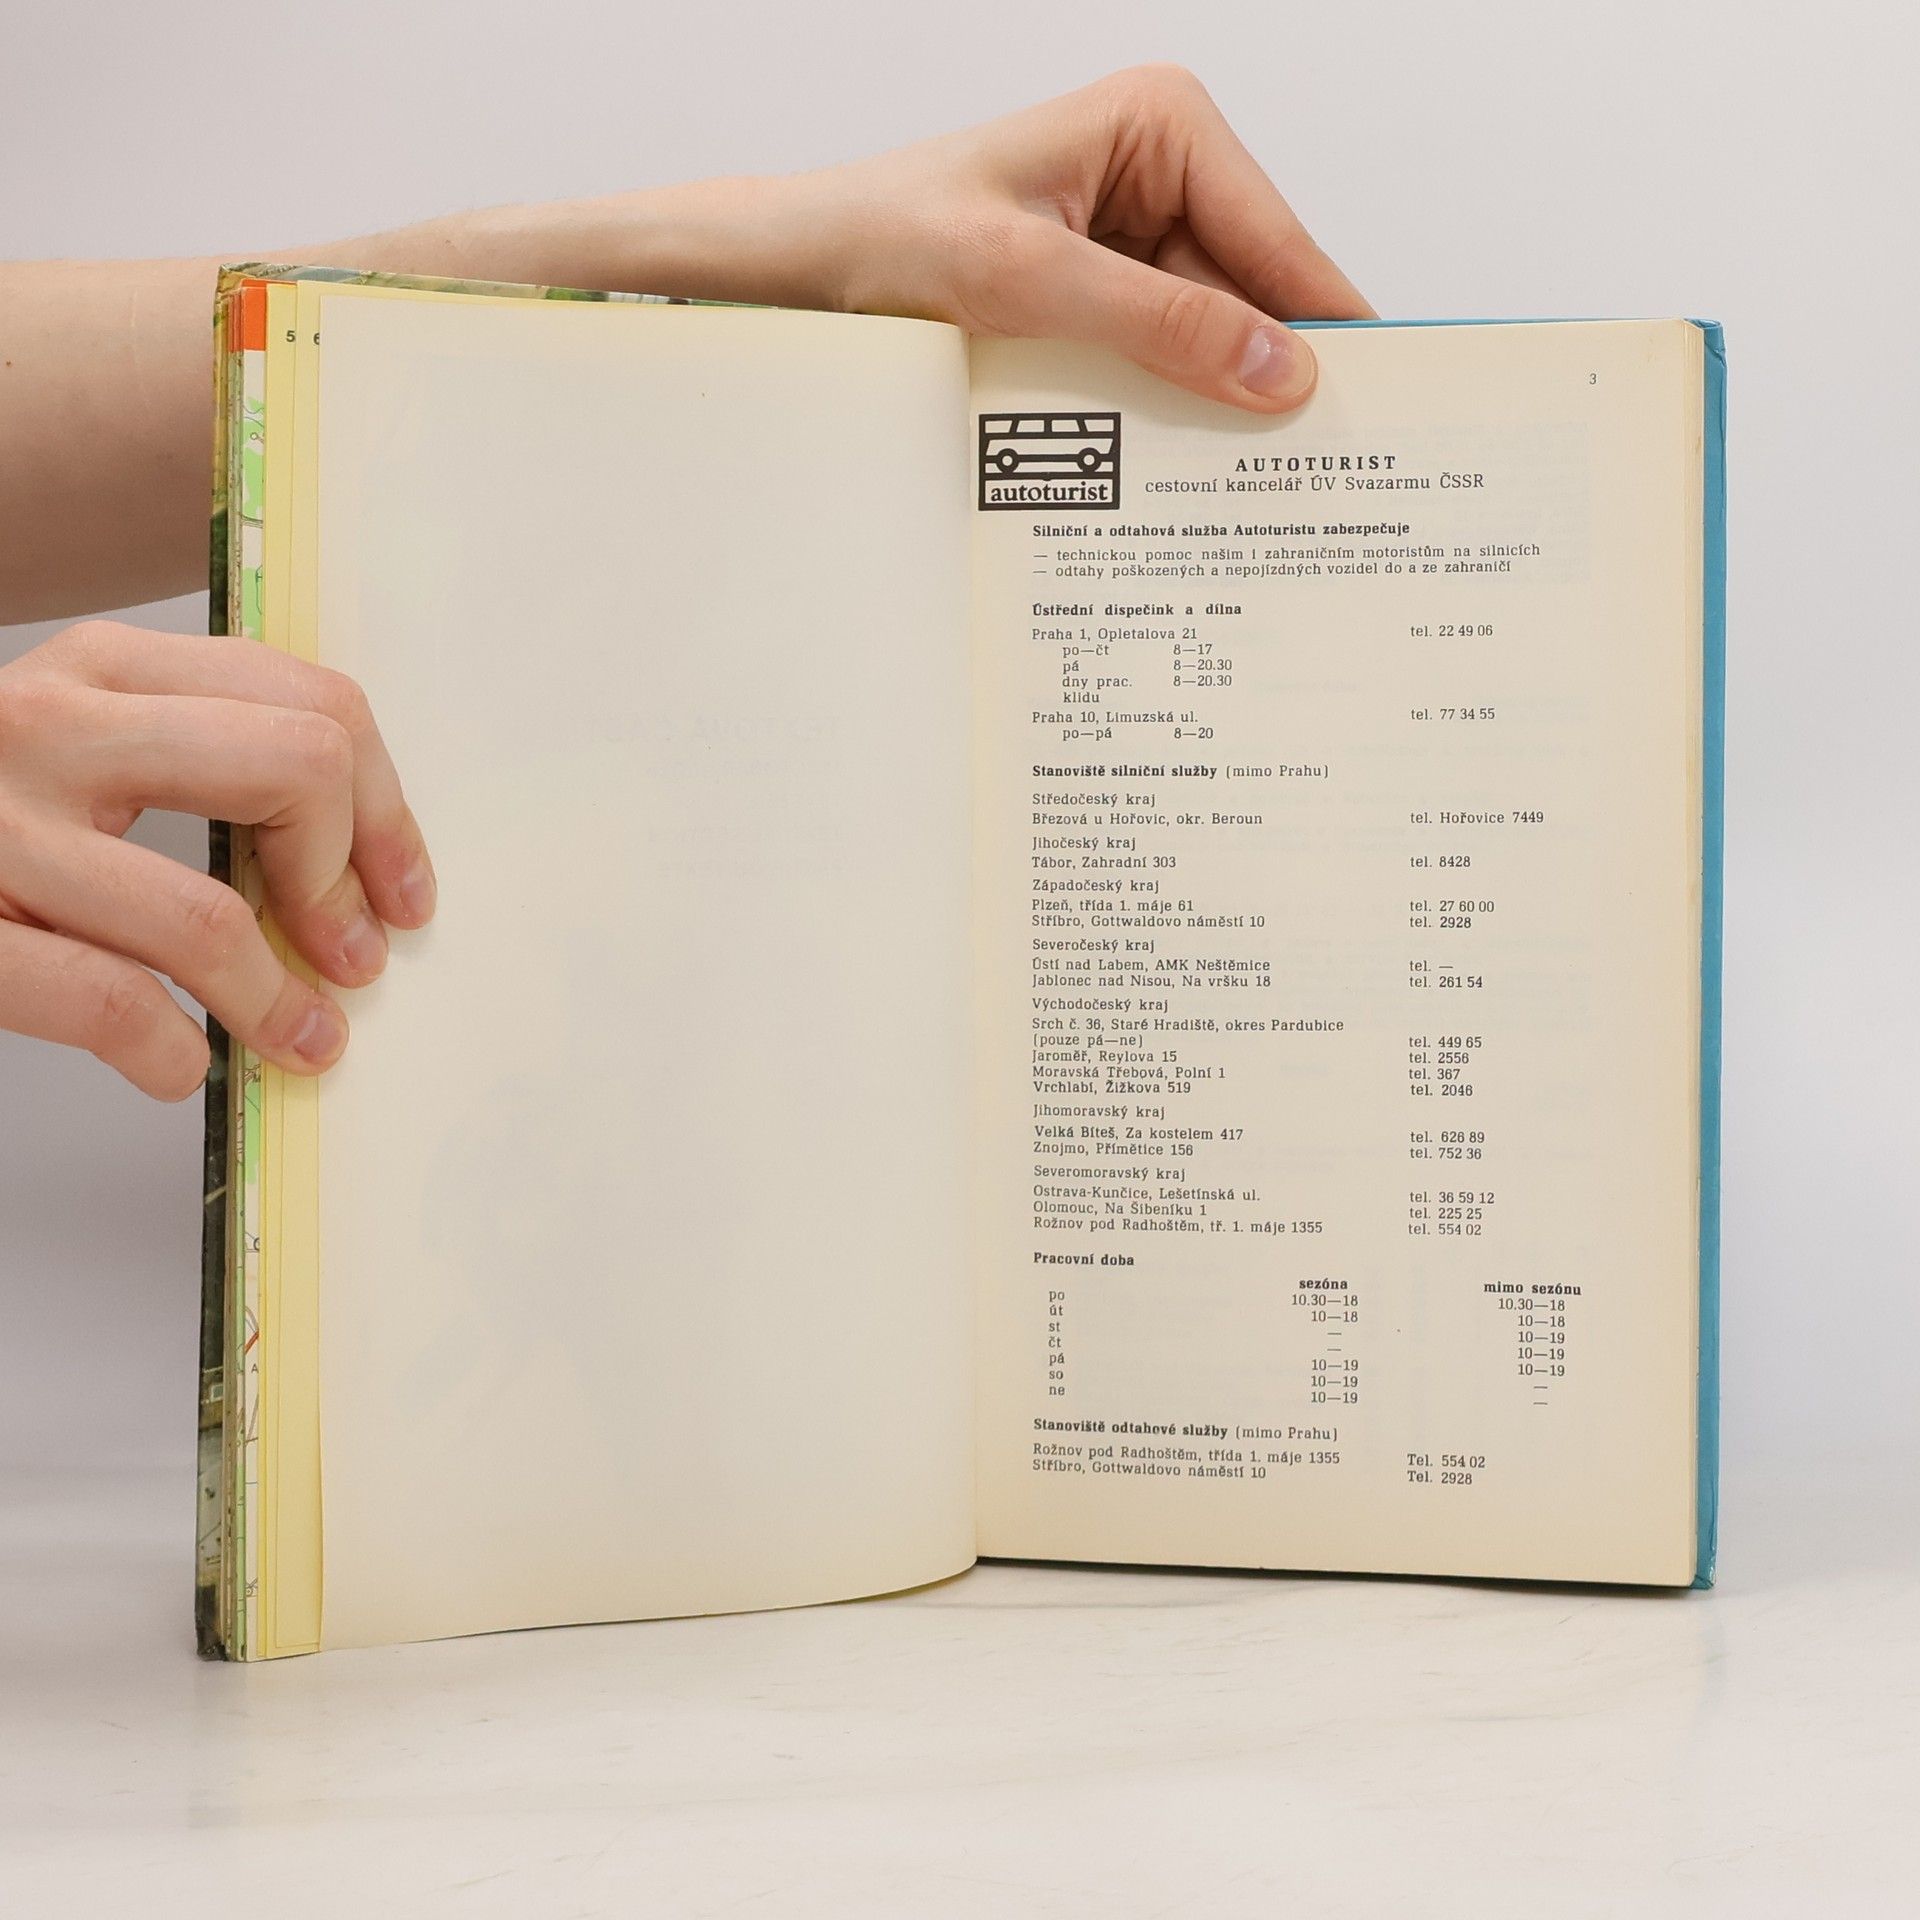 5 6
3
autoturist
AUTOTURIST
cestovní kancelář ÚV Svazarmu ČSSR
Silniční a odtahová služba Autoturistu zabezpečuje
— technickou pomoc našim i zahraničním motoristům na silnicích
— odtahy poškozených a nepojízdných vozidel do a ze zahraničí
Ústřední dispečink a dílna
Praha 1, Opletalova 21 tel. 22 49 06
po—čt 8—17
pá 8—20.30
dny prac. 8—20.30
klidu
Praha 10, Limuzská ul. tel. 77 34 55
po—pá 8—20
Stanoviště silniční služby (mimo Prahu)
Středočeský kraj
Březová u Hořovic, okr. Beroun tel. Hořovice 7449
Jihočeský kraj
Tábor, Zahradní 303 tel. 8428
Západočeský kraj
Plzeň, třída 1. máje 61 tel. 27 60 00
Stříbro, Gottwaldovo náměstí 10 tel. 2928
Severočeský kraj
Ústí nad Labem, AMK Neštěmice tel. —
Jablonec nad Nisou, Na vršku 18 tel. 261 54
Východočeský kraj
Srch č. 36, Staré Hradiště, okres Pardubice
(pouze pá—ne) tel. 449 65
Jaroměř, Reylova 15 tel. 2556
Moravská Třebová, Polní 1 tel. 367
Vrchlabí, Žižkova 519 tel. 2046
Jihomoravský kraj
Velká Bíteš, Za kostelem 417 tel. 626 89
Znojmo, Přímětice 156 tel. 752 36
Severomoravský kraj
Ostrava-Kunčice, Lešetínská ul. tel. 36 59 12
Olomouc, Na Šibeníku 1 tel. 225 25
Rožnov pod Radhoštěm, tř. 1. máje 1355 tel. 554 02
Pracovní doba
sezóna mimo sezónu
po 10.30—18 10.30—18
út 10—18 10—18
st — 10—19
čt — 10—19
pá 10—19 10—19
so 10—19 —
ne 10—19 —
Stanoviště odtahové služby (mimo Prahu)
Rožnov pod Radhoštěm, třída 1. máje 1355 Tel. 554 02
Stříbro, Gottwaldovo náměstí 10 Tel. 2928